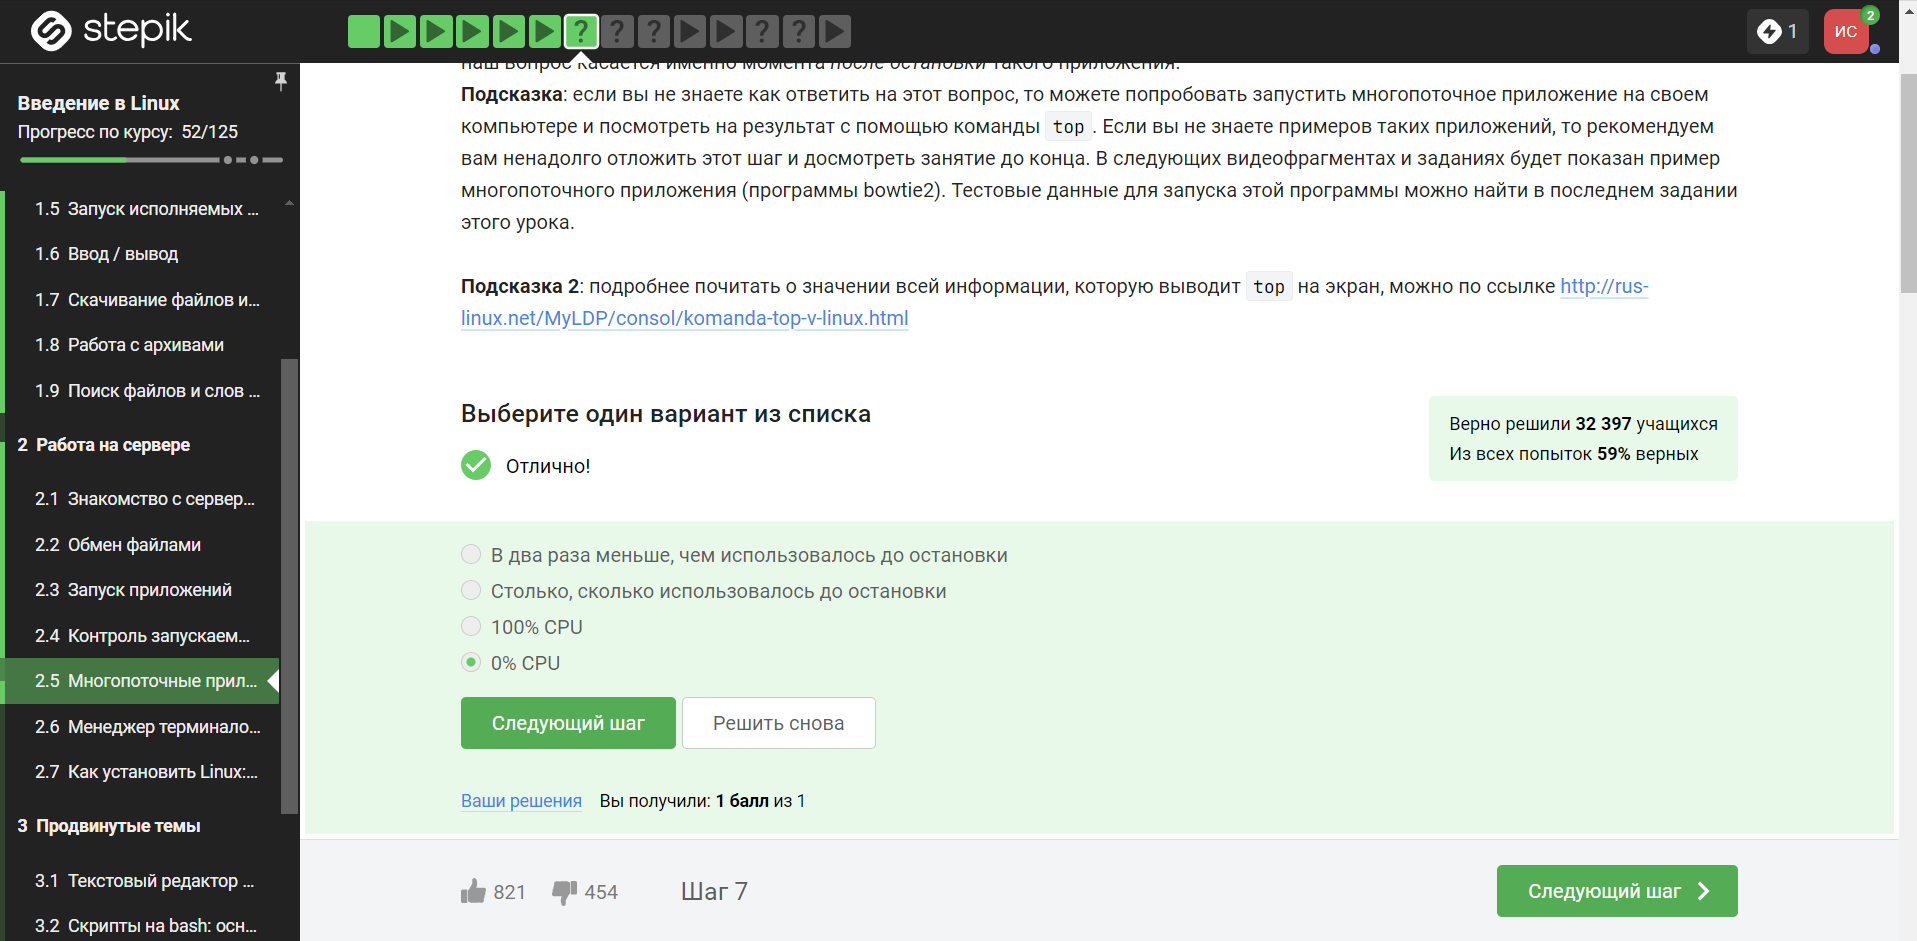 stepik
1
ИС
2
Введение в Linux
Прогресс по курсу: 52/125
1.5 Запуск исполняемых ...
1.6 Ввод / вывод
1.7 Скачивание файлов и...
1.8 Работа с архивами
1.9 Поиск файлов и слов ...
2 Работа на сервере
2.1 Знакомство с сервер...
2.2 Обмен файлами
2.3 Запуск приложений
2.4 Контроль запускаем...
2.5 Многопоточные прил...
2.6 Менеджер терминало...
2.7 Как установить Linux:...
3 Продвинутые темы
3.1 Текстовый редактор ...
3.2 Скрипты на bash: осн...
наш вопрос касается именно момента после остановки такого приложения.
Подсказка: если вы не знаете как ответить на этот вопрос, то можете попробовать запустить многопоточное приложение на своем
компьютере и посмотреть на результат с помощью команды top . Если вы не знаете примеров таких приложений, то рекомендуем
вам ненадолго отложить этот шаг и досмотреть занятие до конца. В следующих видеофрагментах и заданиях будет показан пример
многопоточного приложения (программы bowtie2). Тестовые данные для запуска этой программы можно найти в последнем задании
этого урока.
Подсказка 2: подробнее почитать о значении всей информации, которую выводит top на экран, можно по ссылке http://rus-
linux.net/MyLDP/consol/komanda-top-v-linux.html
Выберите один вариант из списка
Отлично!
Верно решили 32 397 учащихся
Из всех попыток 59% верных
В два раза меньше, чем использовалось до остановки
Столько, сколько использовалось до остановки
100% CPU
0% CPU
Следующий шаг
Решить снова
Ваши решения Вы получили: 1 балл из 1
821 454 Шаг 7
Следующий шаг